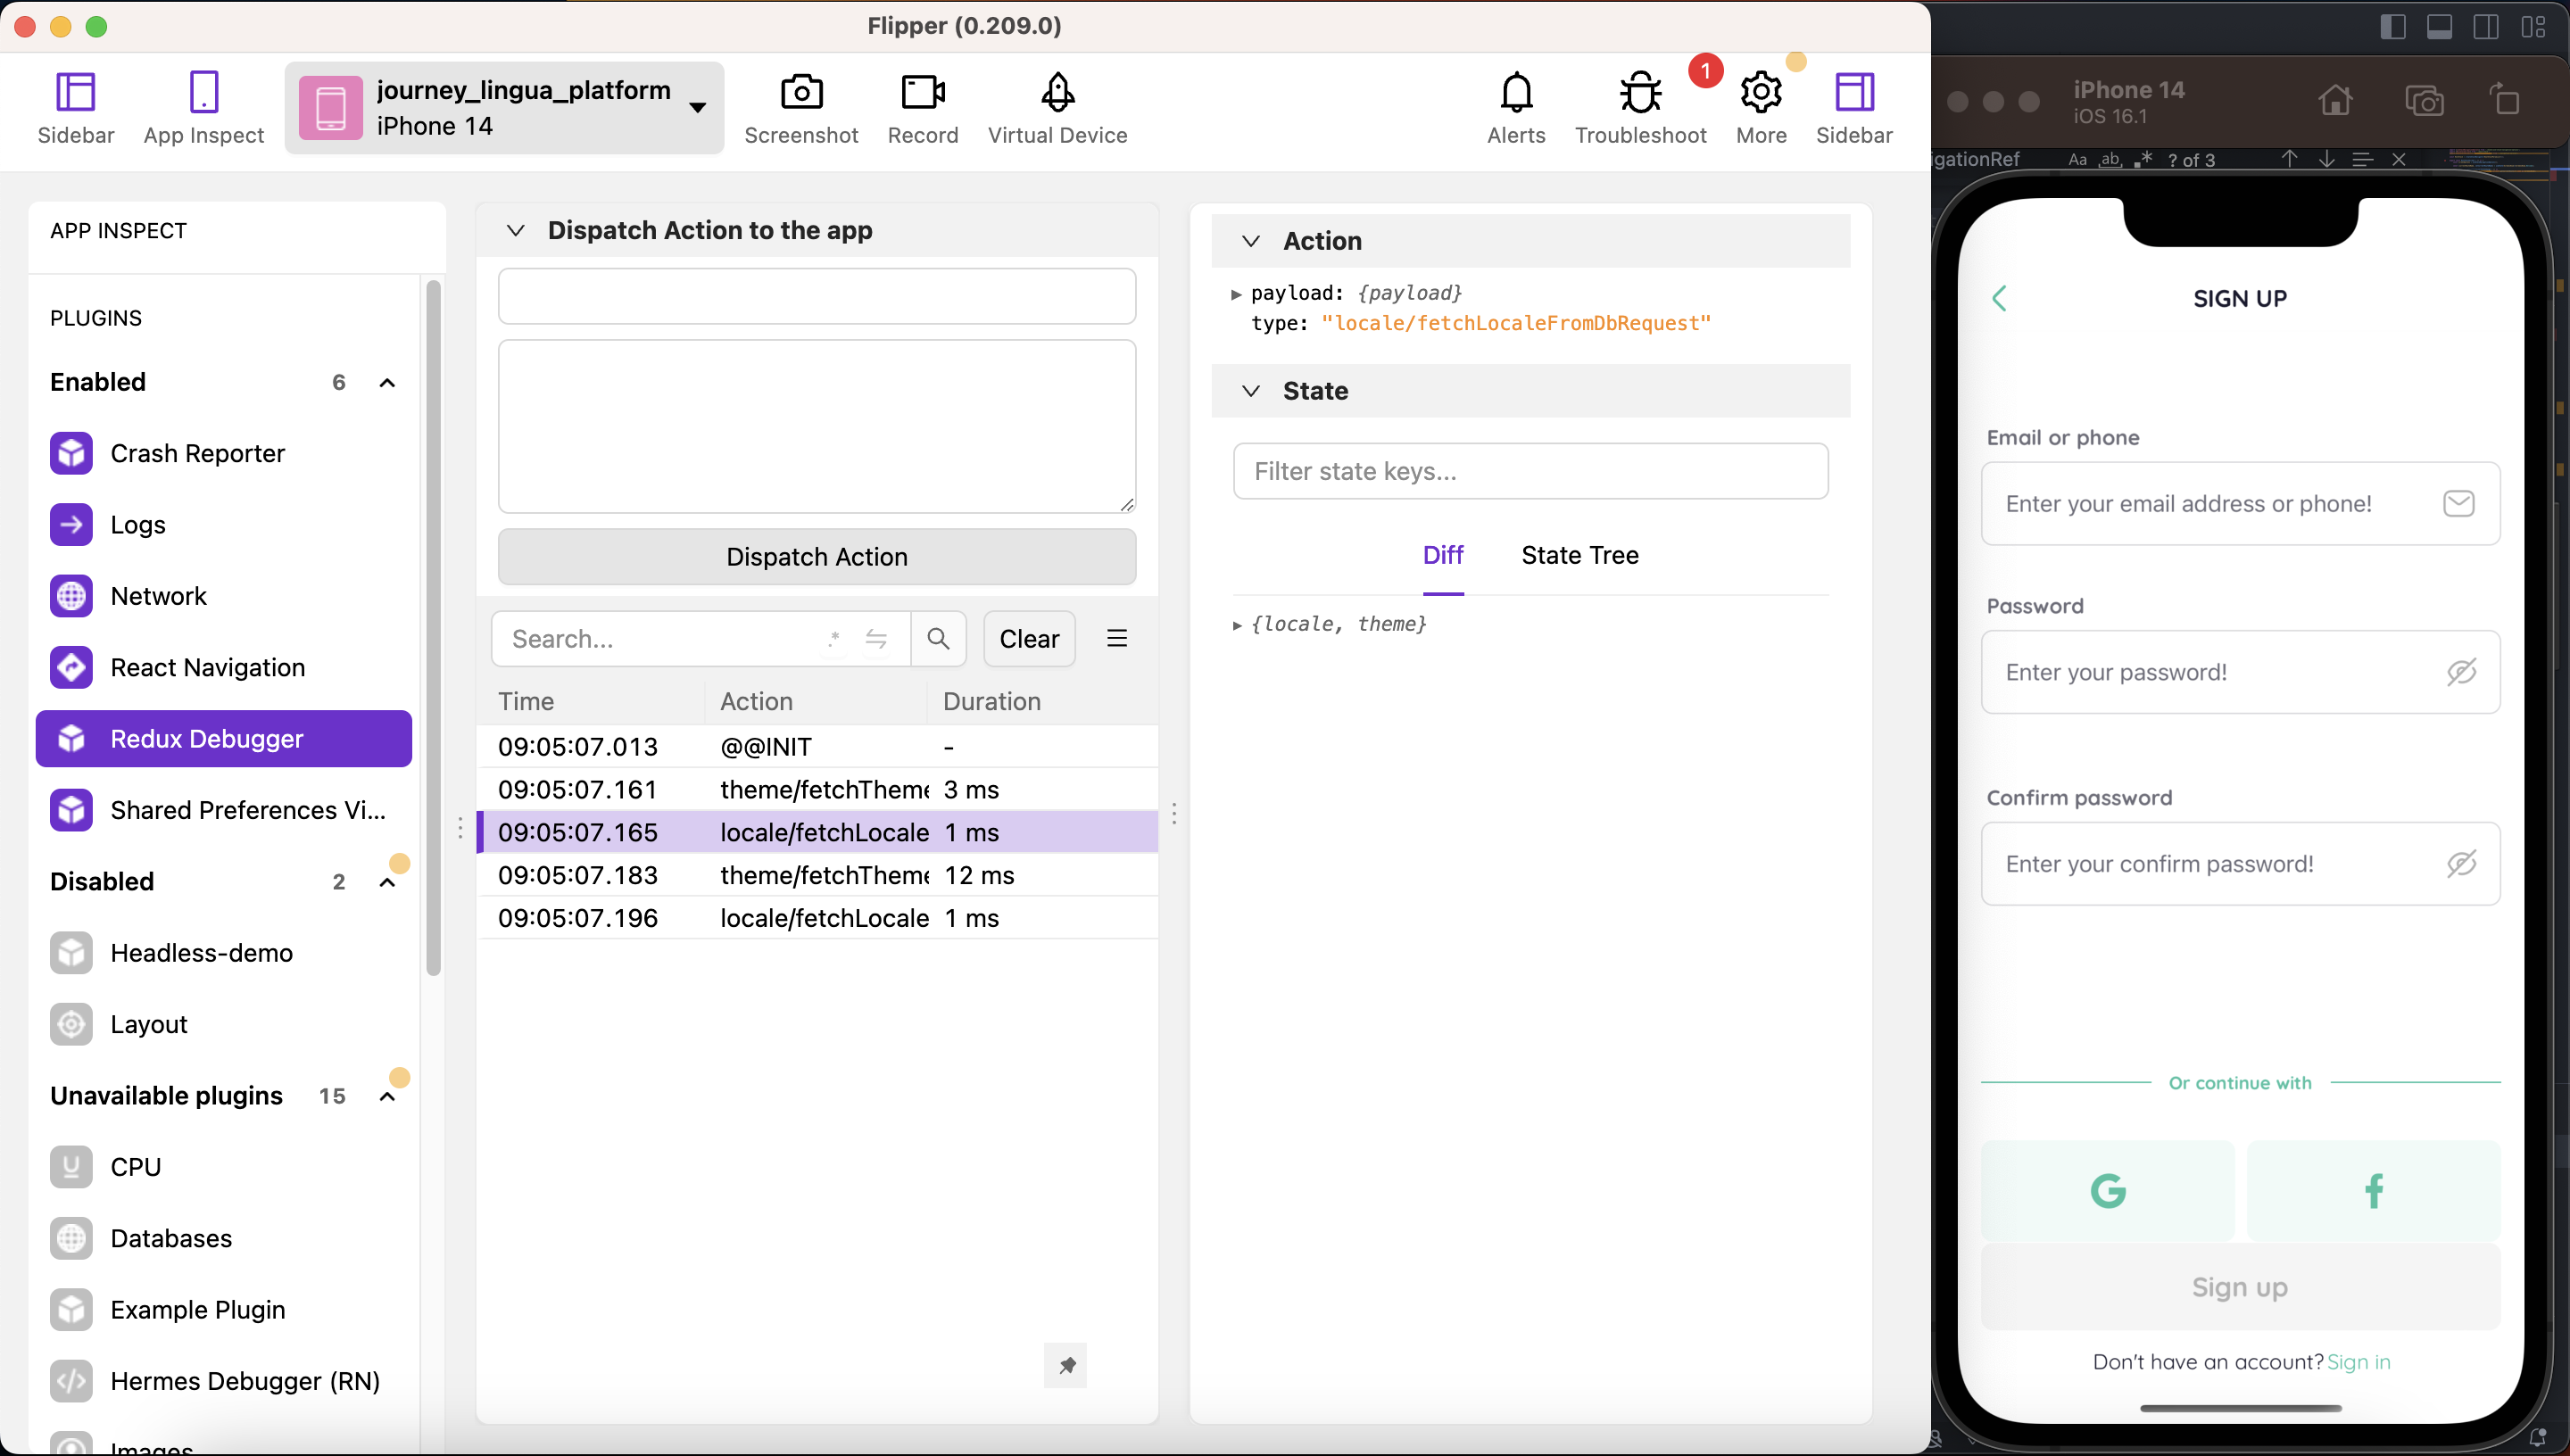 Flipper (0.209.0)
Sidebar
App Inspect
journey_lingua_platform
iPhone 14
Screenshot
Record
Virtual Device
Alerts
Troubleshoot
1
More
Sidebar
APP INSPECT
PLUGINS
Enabled 6
Crash Reporter
Logs
Network
React Navigation
Redux Debugger
Shared Preferences Vi...
Disabled 2
Headless-demo
Layout
Unavailable plugins 15
CPU
Databases
Example Plugin
Hermes Debugger (RN)
Images
Dispatch Action to the app
Dispatch Action
Search... .*
Clear
Time Action Duration
09:05:07.013 @@INIT -
09:05:07.161 theme/fetchTheme 3 ms
09:05:07.165 locale/fetchLocale 1 ms
09:05:07.183 theme/fetchTheme 12 ms
09:05:07.196 locale/fetchLocale 1 ms
Action
payload: {payload}
type: "locale/fetchLocaleFromDbRequest"
State
Filter state keys...
Diff
State Tree
{locale, theme}
iPhone 14
iOS 16.1
igationRef Aa ab .* ? of 3
SIGN UP
Email or phone
Enter your email address or phone!
Password
Enter your password!
Confirm password
Enter your confirm password!
Or continue with
G
f
Sign up
Don't have an account? Sign in